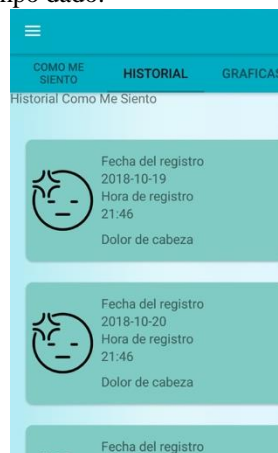 po dado.
COMO ME
SIENTO
HISTORIAL
GRAFICAS
Historial Como Me Siento
Fecha del registro
2018-10-19
Hora de registro
21:46
Dolor de cabeza
Fecha del registro
2018-10-20
Hora de registro
21:46
Dolor de cabeza
Fecha del registro